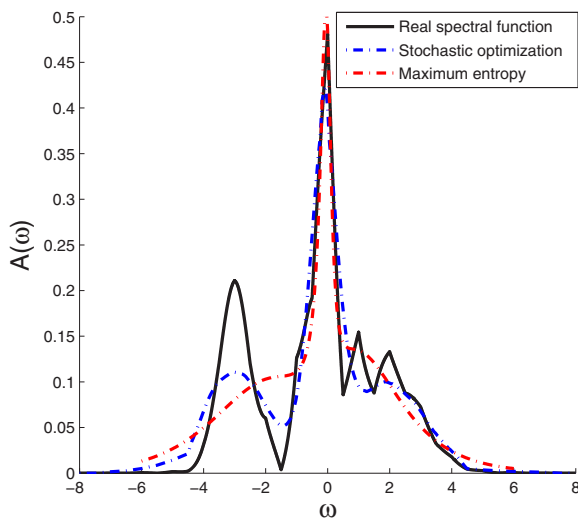 Real spectral function
Stochastic optimization
Maximum entropy
0.5
0.45
0.4
0.35
0.3
0.25
0.2
0.15
0.1
0.05
0
A(ω)
−8 −6 −4 −2 0 2 4 6 8
ω